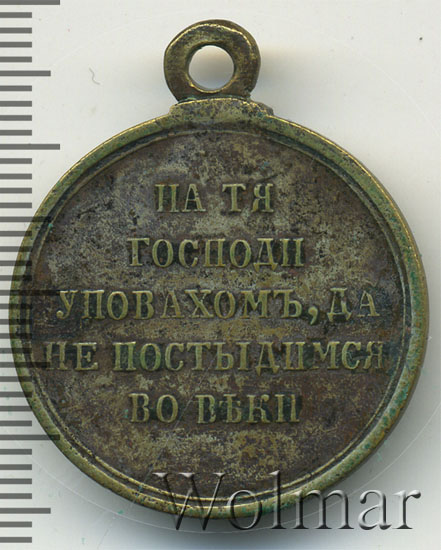 НА ТЯ
ГОСПОДИ
УПОВАХОМЪ, ДА
НЕ ПОСТЫДИМСЯ
ВО ВѢКИ
Wolmar